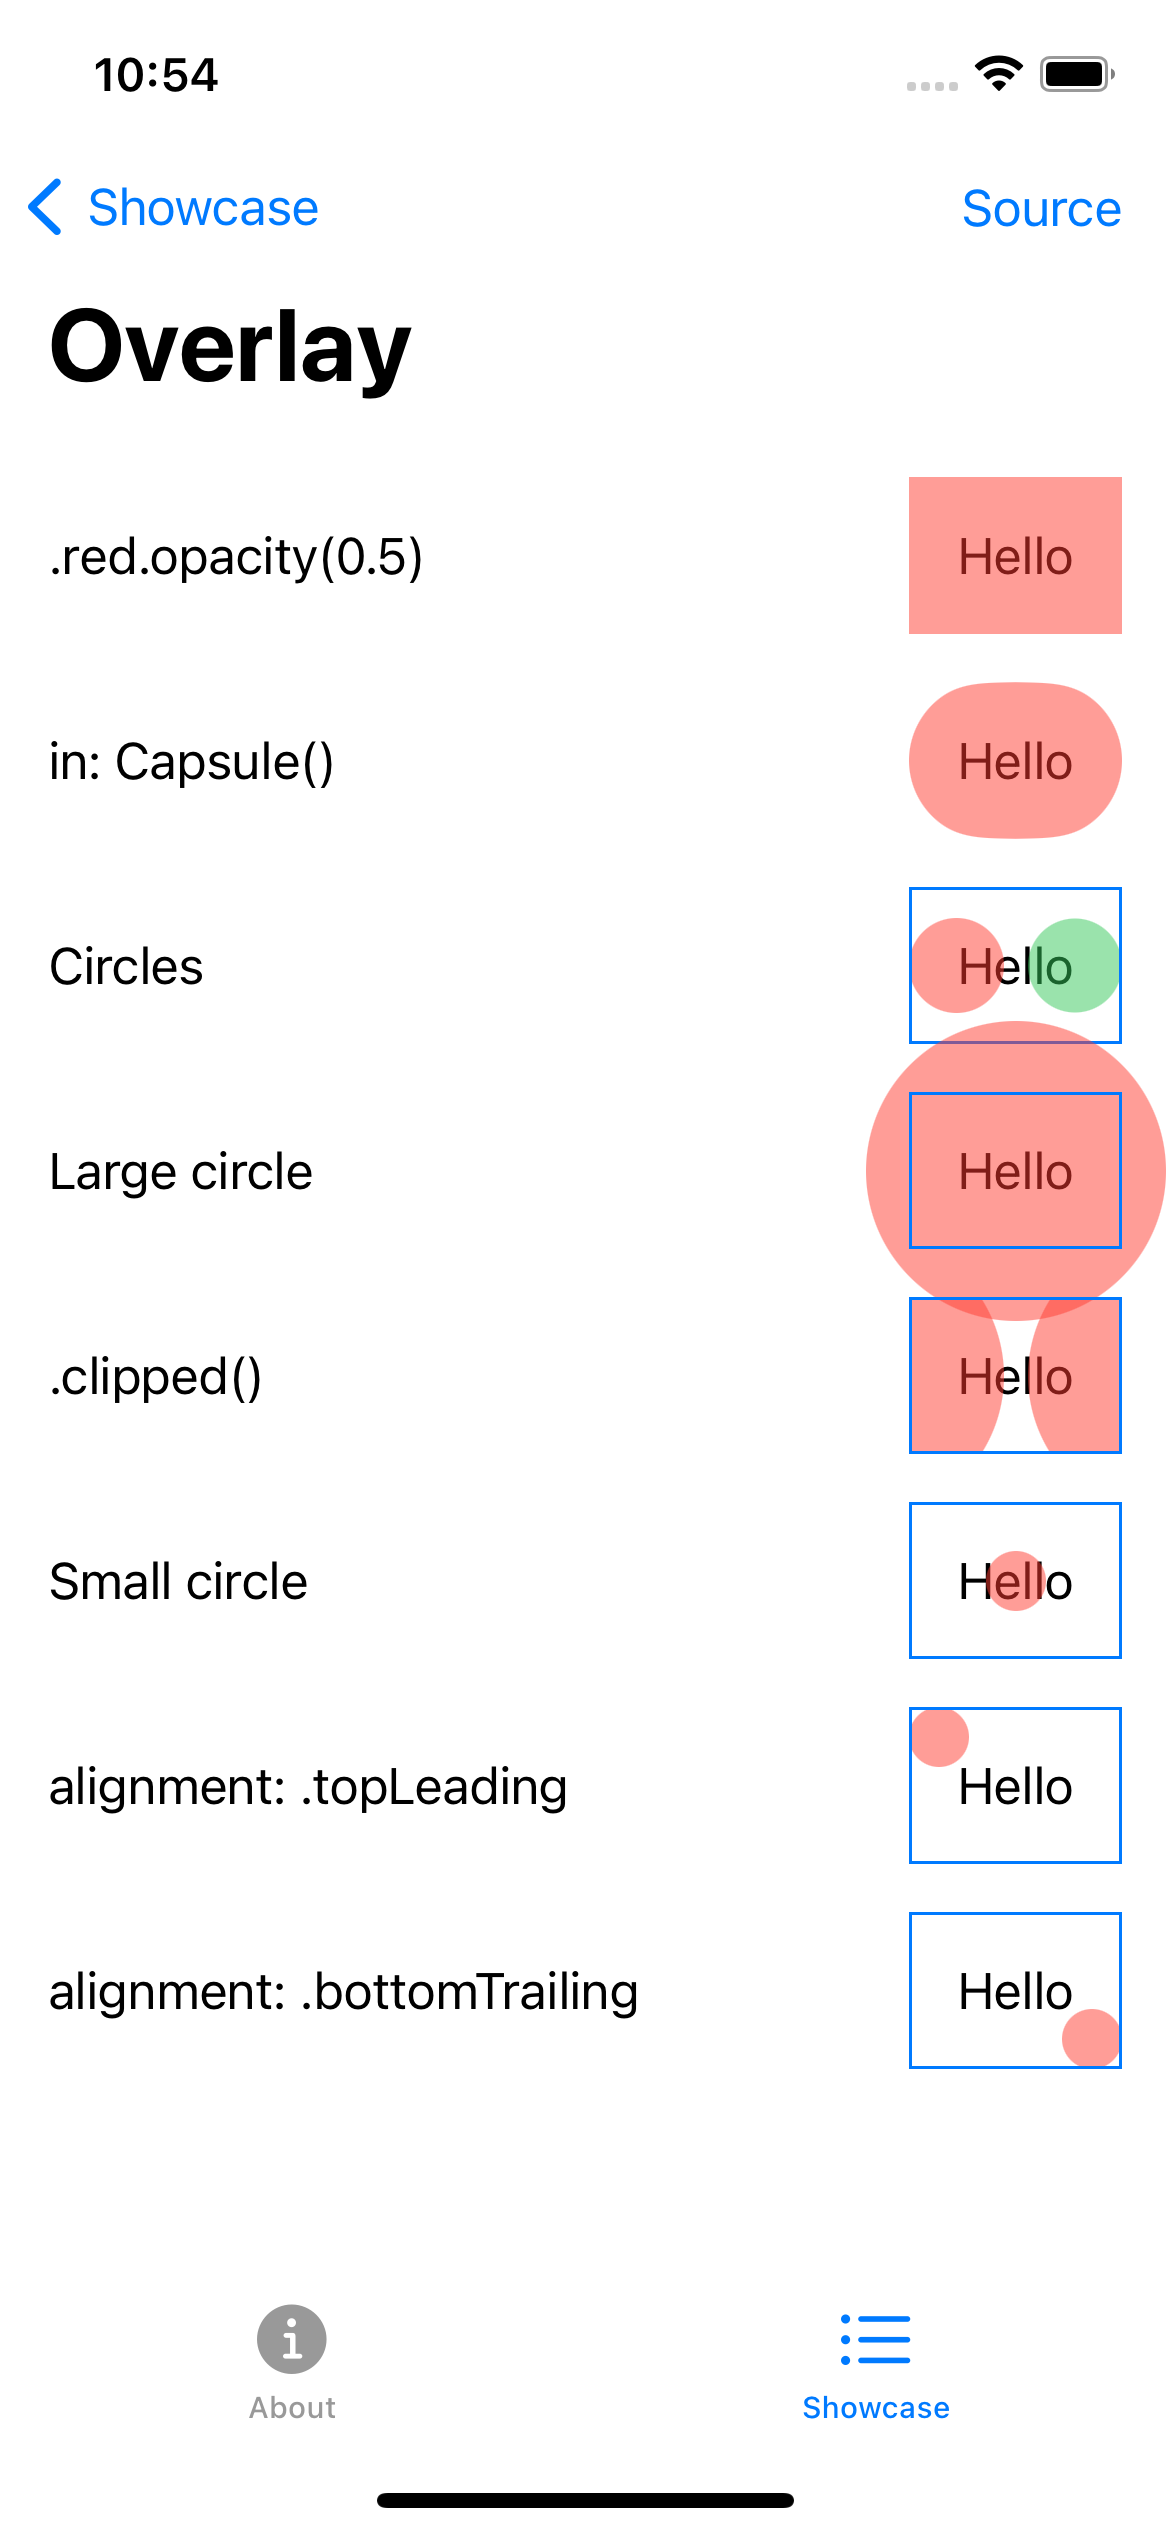 10:54
Showcase
Source
Overlay
.red.opacity(0.5)
Hello
in: Capsule()
Hello
Circles
Hello
Large circle
Hello
.clipped()
Hello
Small circle
Hello
alignment: .topLeading
Hello
alignment: .bottomTrailing
Hello
About
Showcase